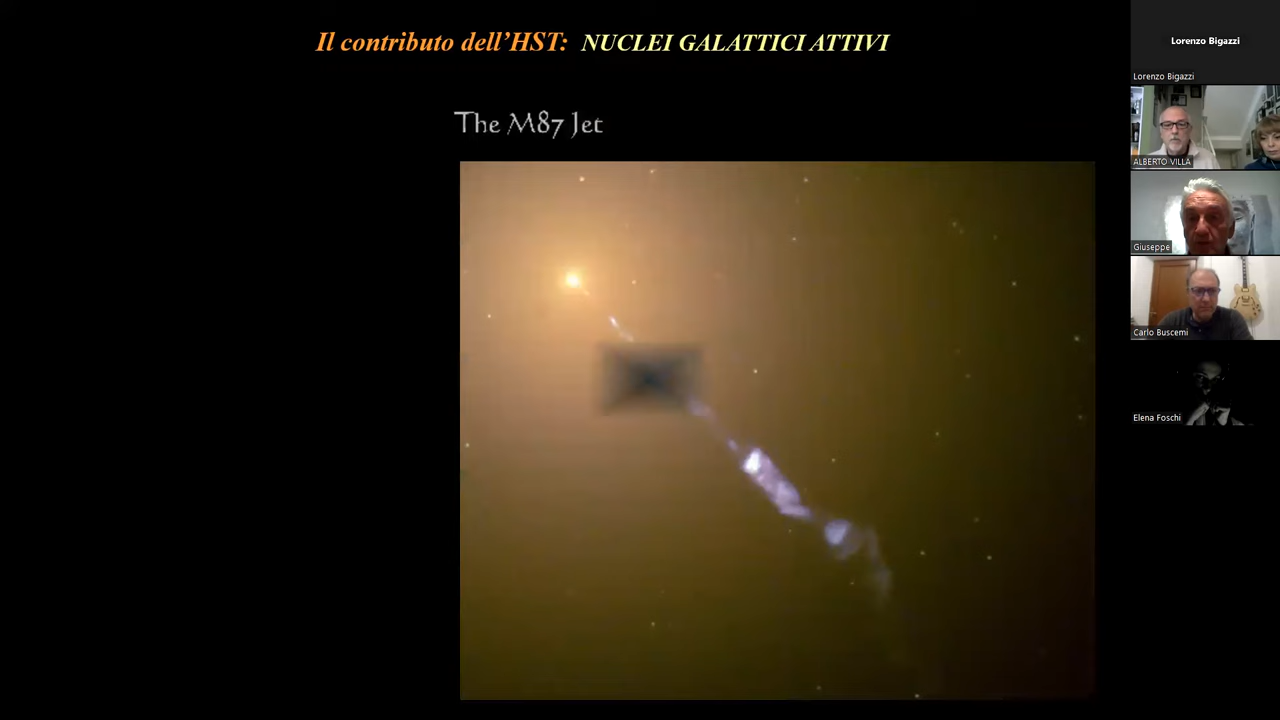 Il contributo dell'HST: NUCLEI GALATTICI ATTIVI
The M87 Jet
Lorenzo Bigazzi
Lorenzo Bigazzi
ALBERTO VILLA
Giuseppe
Carlo Buscemi
Elena Foschi